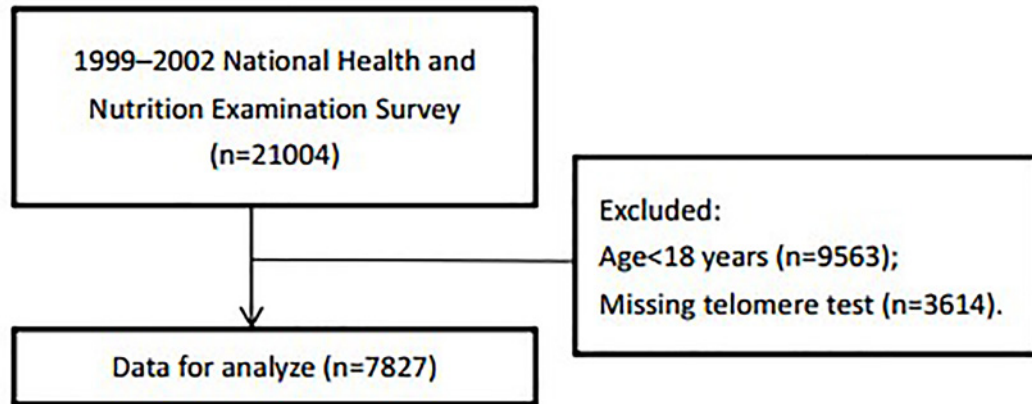 1999–2002 National Health and
Nutrition Examination Survey
(n=21004)
Excluded:
Age<18 years (n=9563);
Missing telomere test (n=3614).
Data for analyze (n=7827)